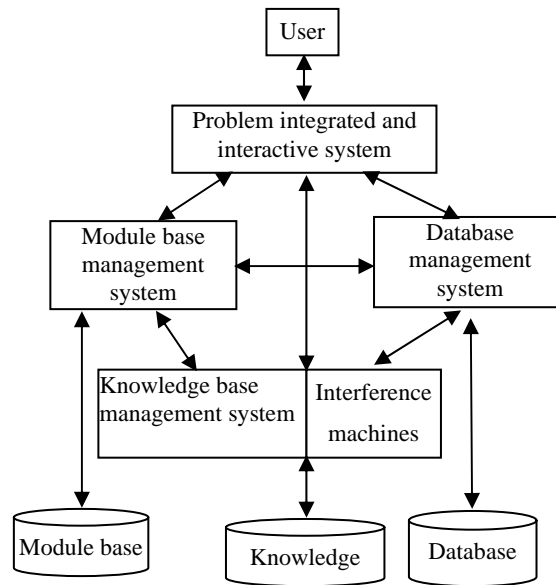 User
Problem integrated and
interactive system
Module base
management
system
Database
management
system
Knowledge base
management system
Interference
machines
Module base
Knowledge
Database